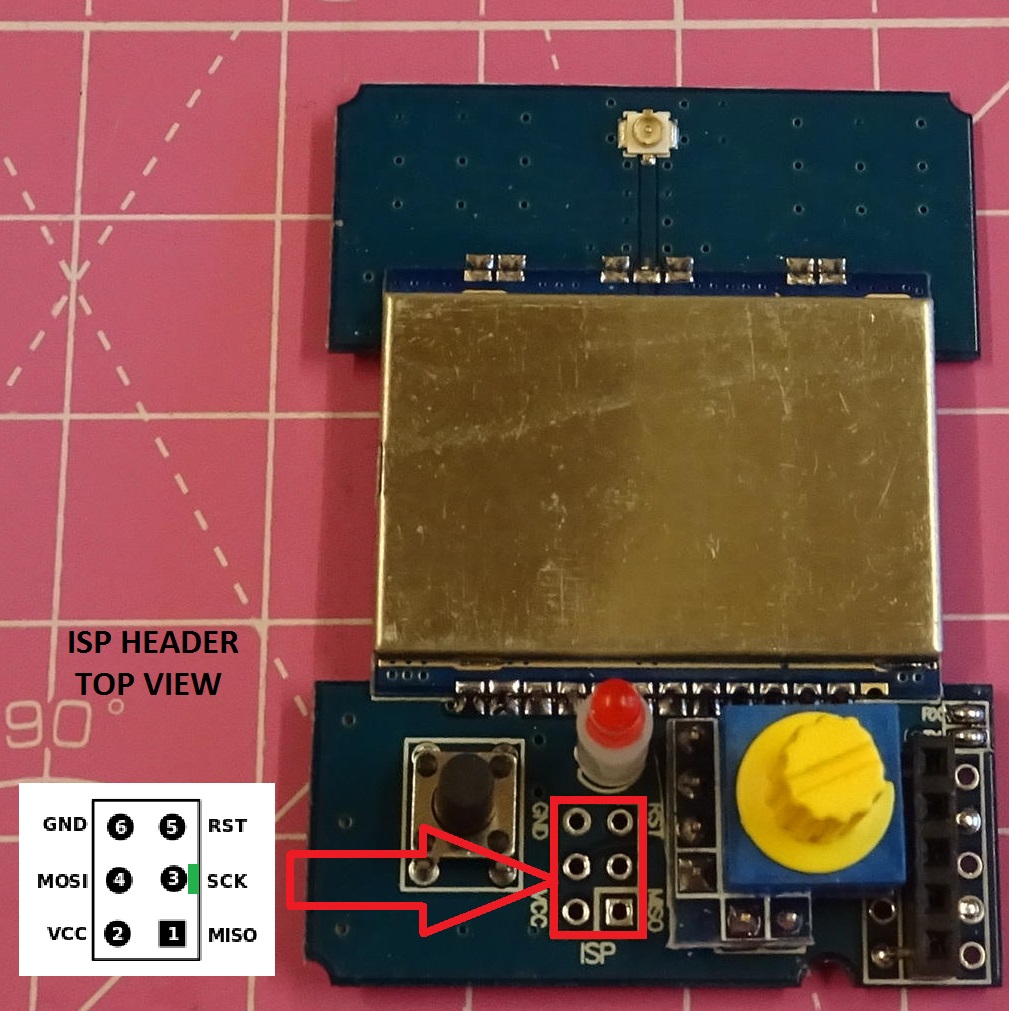 ISP HEADER
TOP VIEW
90°
GND 6 5 RST
MOSI 4 3 SCK
VCC 2 1 MISO
GND RST
VCC MISO
ISP
RX